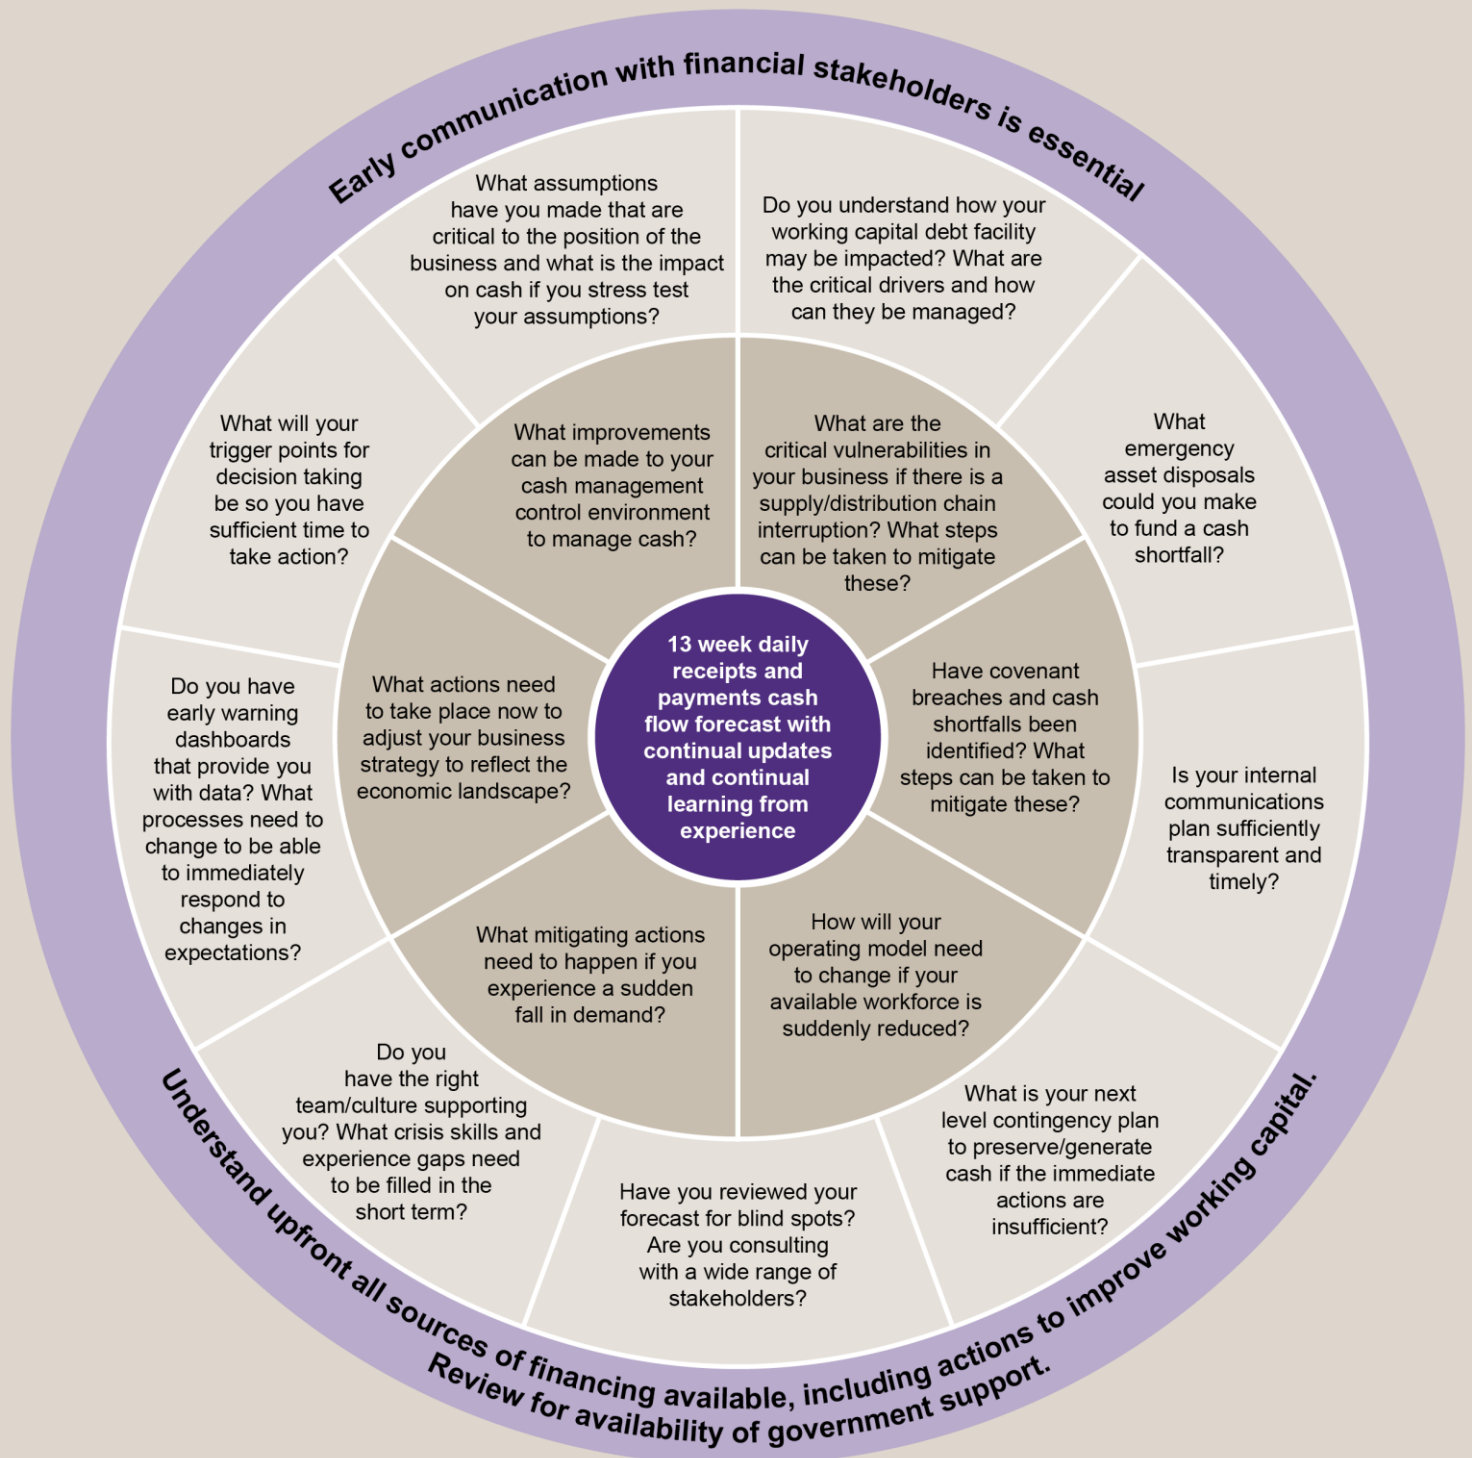 Early communication with financial stakeholders is essential
What assumptions
have you made that are
critical to the position of the
business and what is the impact
on cash if you stress test
your assumptions?
Do you understand how your
working capital debt facility
may be impacted? What are
the critical drivers and how
can they be managed?
What
emergency
asset disposals
could you make
to fund a cash
shortfall?
Is your internal
communications
plan sufficiently
transparent and
timely?
What is your next
level contingency plan
to preserve/generate
cash if the immediate
actions are
insufficient?
Have you reviewed your
forecast for blind spots?
Are you consulting
with a wide range of
stakeholders?
Do you
have the right
team/culture supporting
you? What crisis skills and
experience gaps need
to be filled in the
short term?
Do you have
early warning
dashboards
that provide you
with data? What
processes need to
change to be able
to immediately
respond to
changes in
expectations?
What will your
trigger points for
decision taking
be so you have
sufficient time to
take action?
What improvements
can be made to your
cash management
control environment
to manage cash?
What are the
critical vulnerabilities in
your business if there is a
supply/distribution chain
interruption? What steps
can be taken to mitigate
these?
Have covenant
breaches and cash
shortfalls been
identified? What
steps can be taken to
mitigate these?
How will your
operating model need
to change if your
available workforce is
suddenly reduced?
What mitigating actions
need to happen if you
experience a sudden
fall in demand?
What actions need
to take place now to
adjust your business
strategy to reflect the
economic landscape?
13 week daily
receipts and
payments cash
flow forecast with
continual updates
and continual
learning from
experience
Understand upfront all sources of financing available, including actions to improve working capital.
Review for availability of government support.